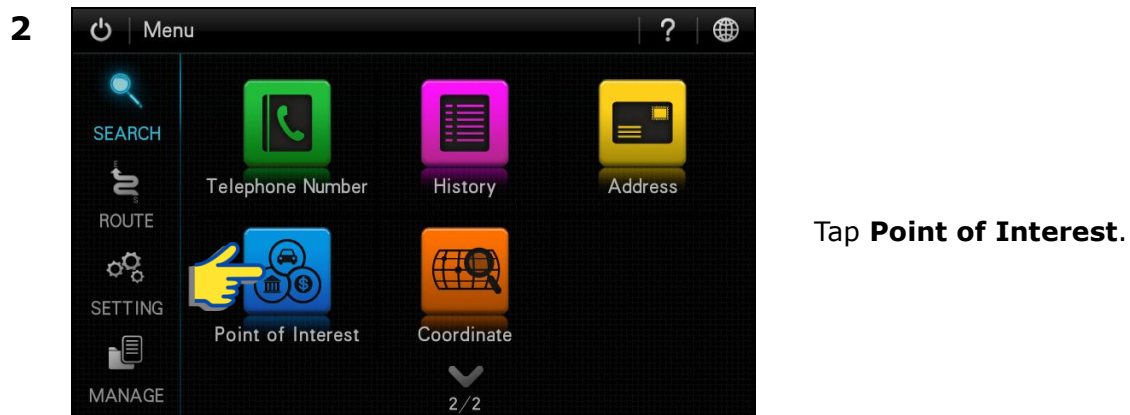 2
Menu
?
SEARCH
Telephone Number History Address
ROUTE
Tap Point of Interest.
SETTING
$
Point of Interest Coordinate
MANAGE
2/2